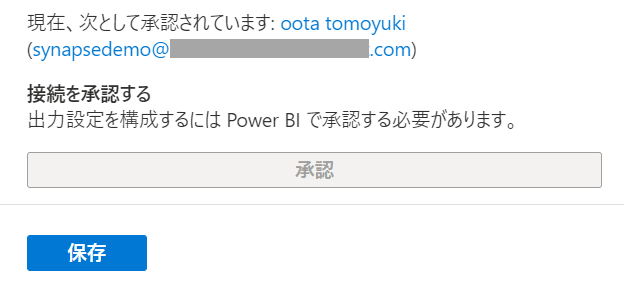 現在、次として承認されています: oota tomoyuki
(synapsedemo@ .com)
接続を承認する
出力設定を構成するには Power BI で承認する必要があります。
承認
保存